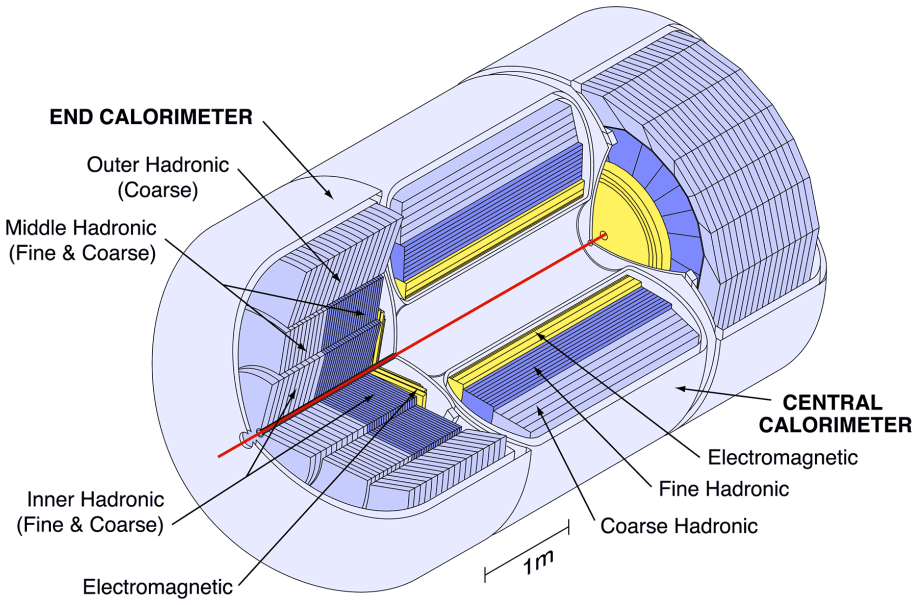 END CALORIMETER
Outer Hadronic
(Coarse)
Middle Hadronic
(Fine & Coarse)
Inner Hadronic
(Fine & Coarse)
Electromagnetic
1m
CENTRAL
CALORIMETER
Electromagnetic
Fine Hadronic
Coarse Hadronic